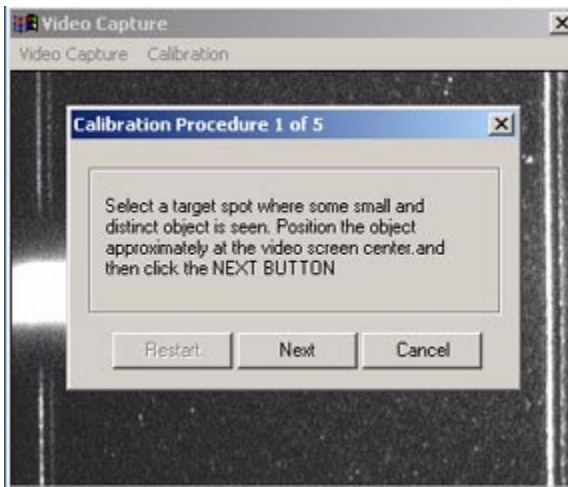 Video Capture
Video Capture Calibration
Calibration Procedure 1 of 5
Select a target spot where some small and
distinct object is seen. Position the object
approximately at the video screen center.and
then click the NEXT BUTTON
Restart Next Cancel